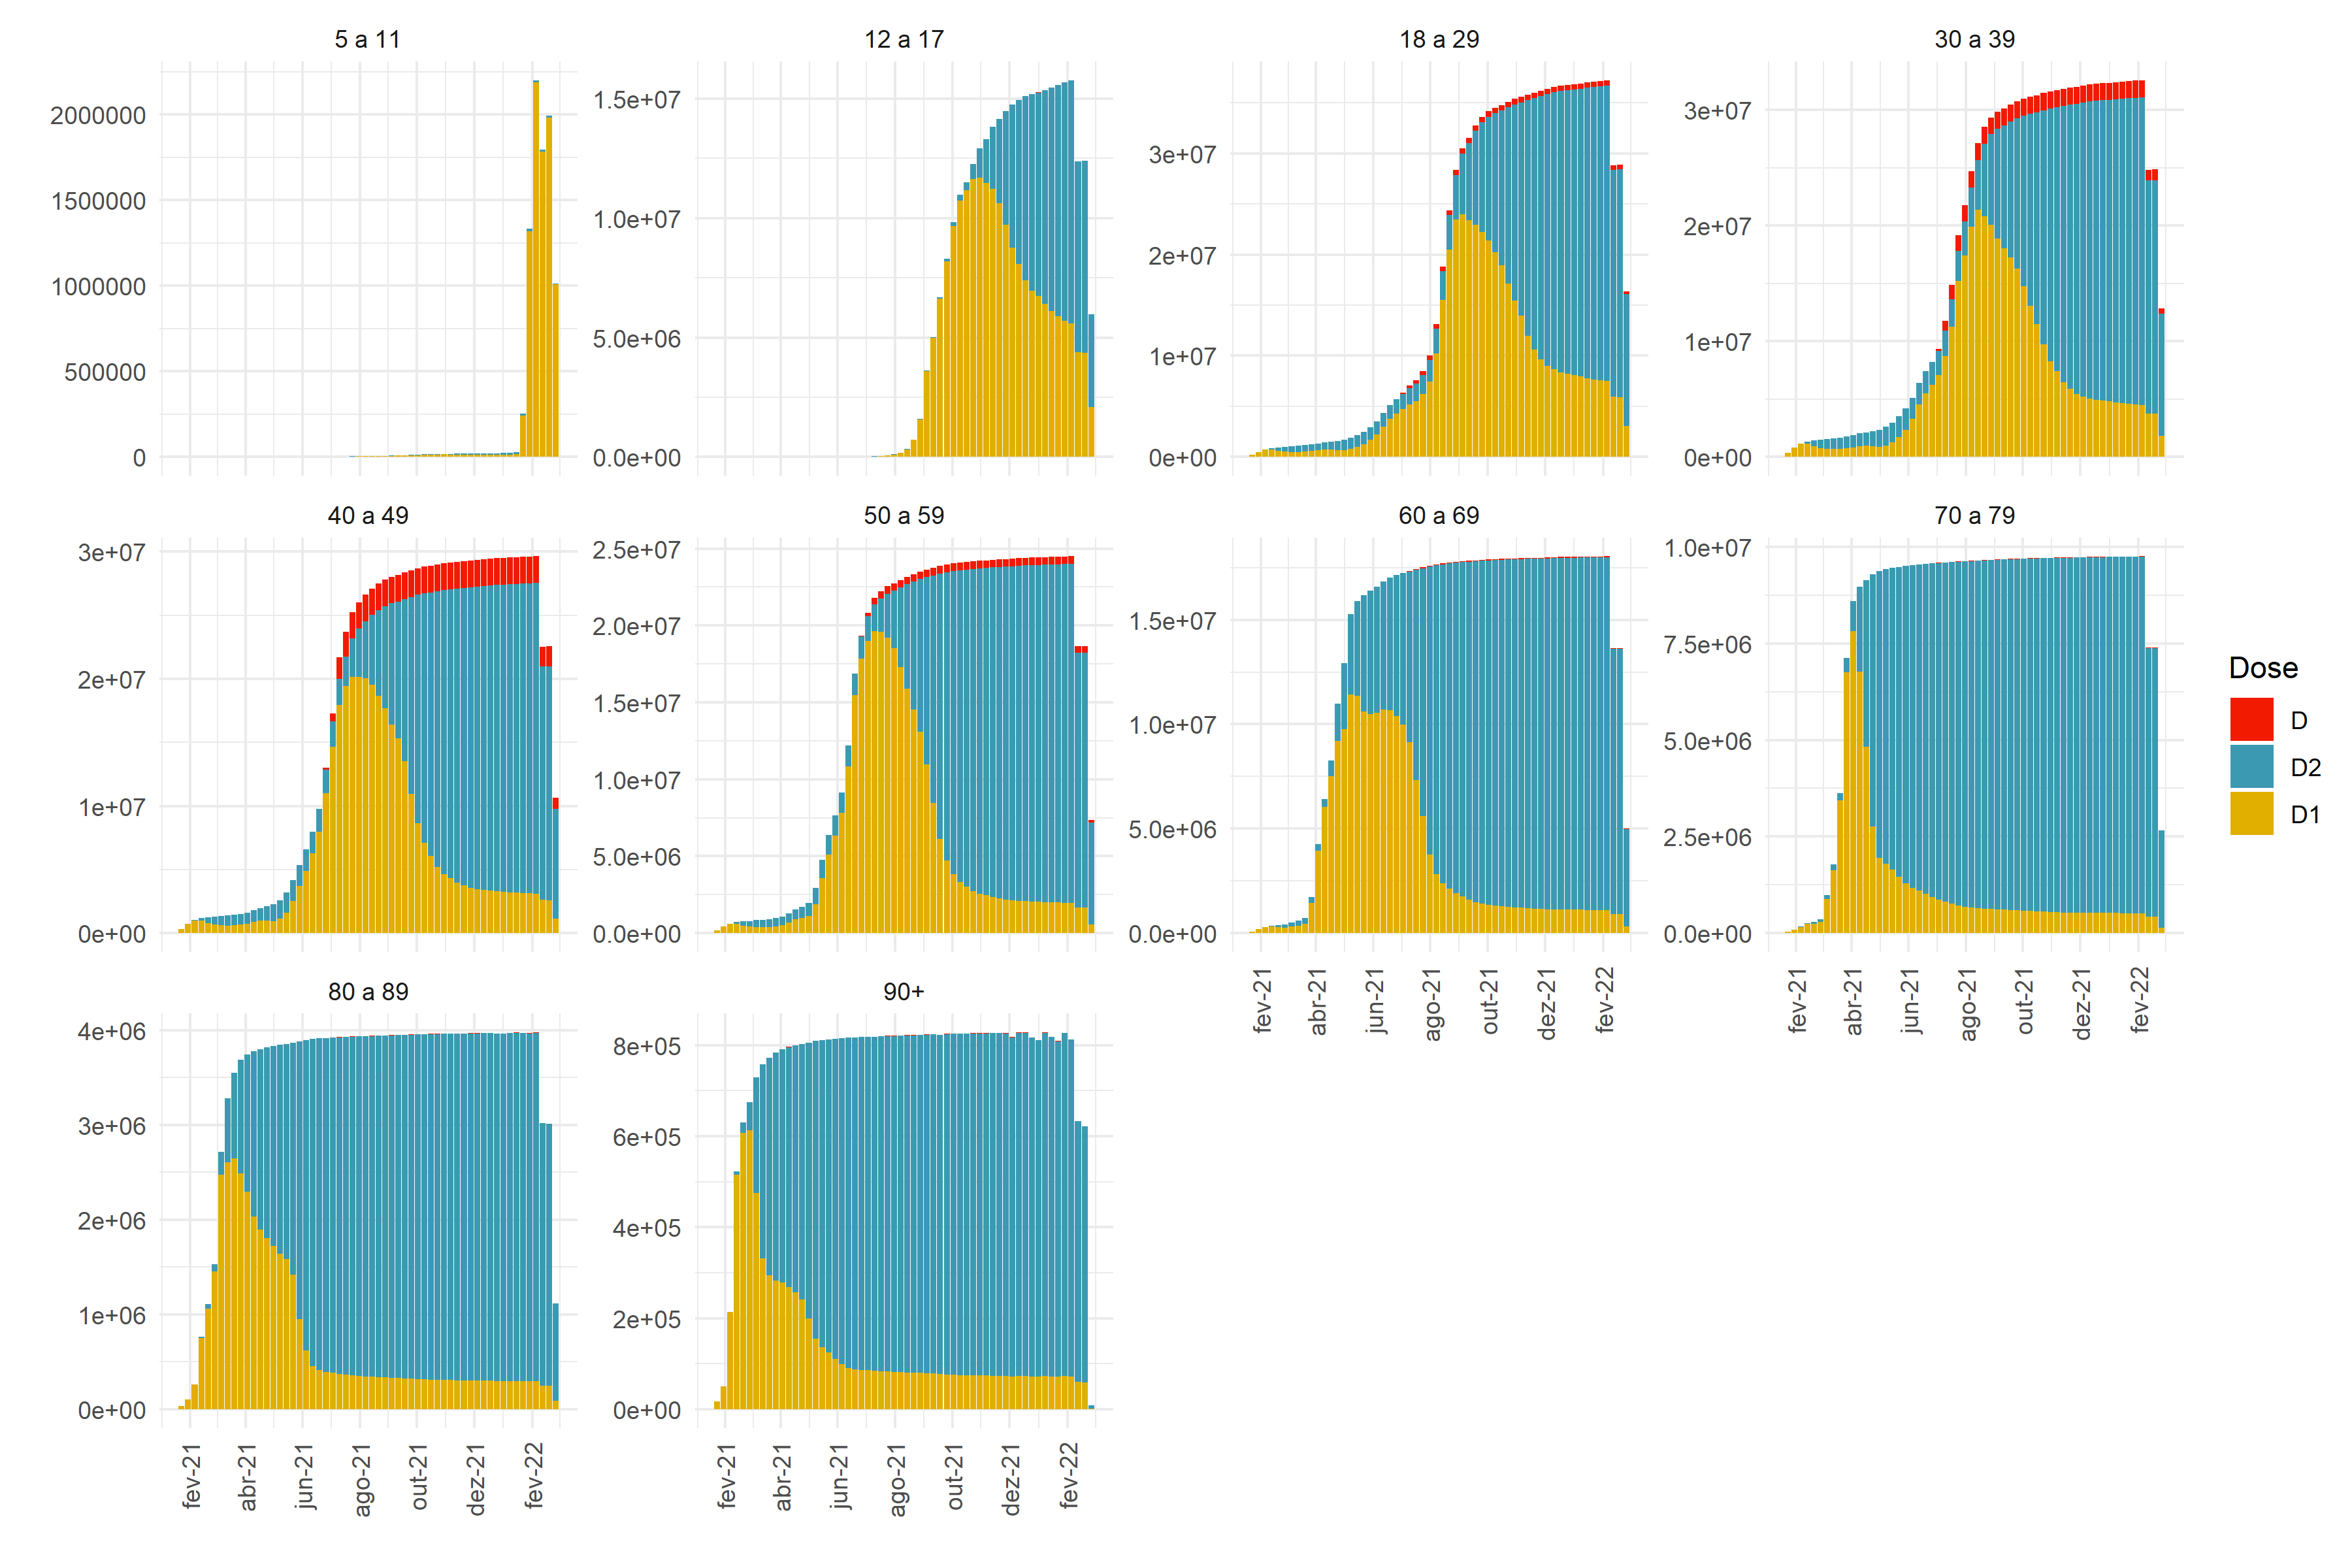 5 a 11
12 a 17
18 a 29
30 a 39
2000000
1500000
1000000
500000
0
1.5e+07
1.0e+07
5.0e+06
0.0e+00
3e+07
2e+07
1e+07
0e+00
3e+07
2e+07
1e+07
0e+00
40 a 49
50 a 59
60 a 69
70 a 79
3e+07
2e+07
1e+07
0e+00
2.5e+07
2.0e+07
1.5e+07
1.0e+07
5.0e+06
0.0e+00
1.5e+07
1.0e+07
5.0e+06
0.0e+00
1.0e+07
7.5e+06
5.0e+06
2.5e+06
0.0e+00
fev-21
abr-21
jun-21
ago-21
out-21
dez-21
fev-22
fev-21
abr-21
jun-21
ago-21
out-21
dez-21
fev-22
80 a 89
90+
4e+06
3e+06
2e+06
1e+06
0e+00
8e+05
6e+05
4e+05
2e+05
0e+00
fev-21
abr-21
jun-21
ago-21
out-21
dez-21
fev-22
fev-21
abr-21
jun-21
ago-21
out-21
dez-21
fev-22
Dose
D
D2
D1